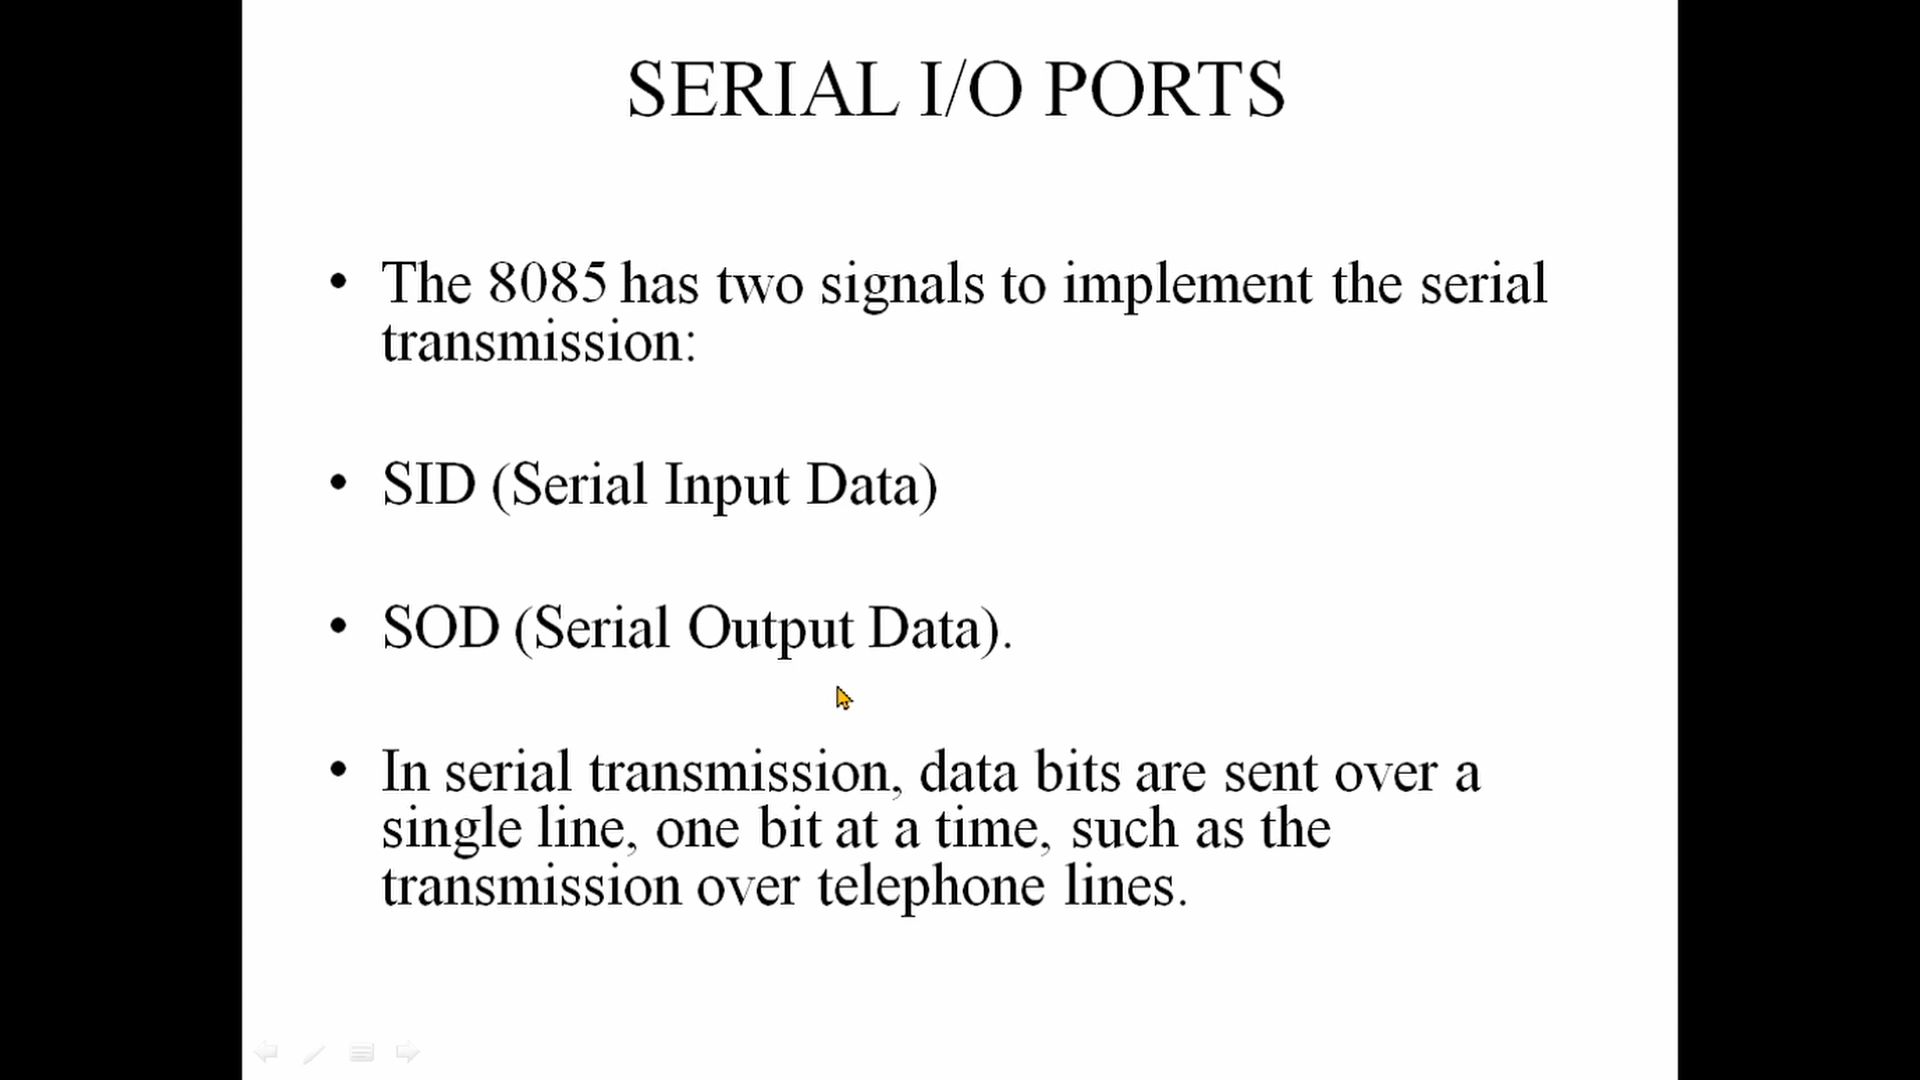 SERIAL I/O PORTS
• The 8085 has two signals to implement the serial
transmission:
• SID (Serial Input Data)
• SOD (Serial Output Data).
• In serial transmission, data bits are sent over a
single line, one bit at a time, such as the
transmission over telephone lines.